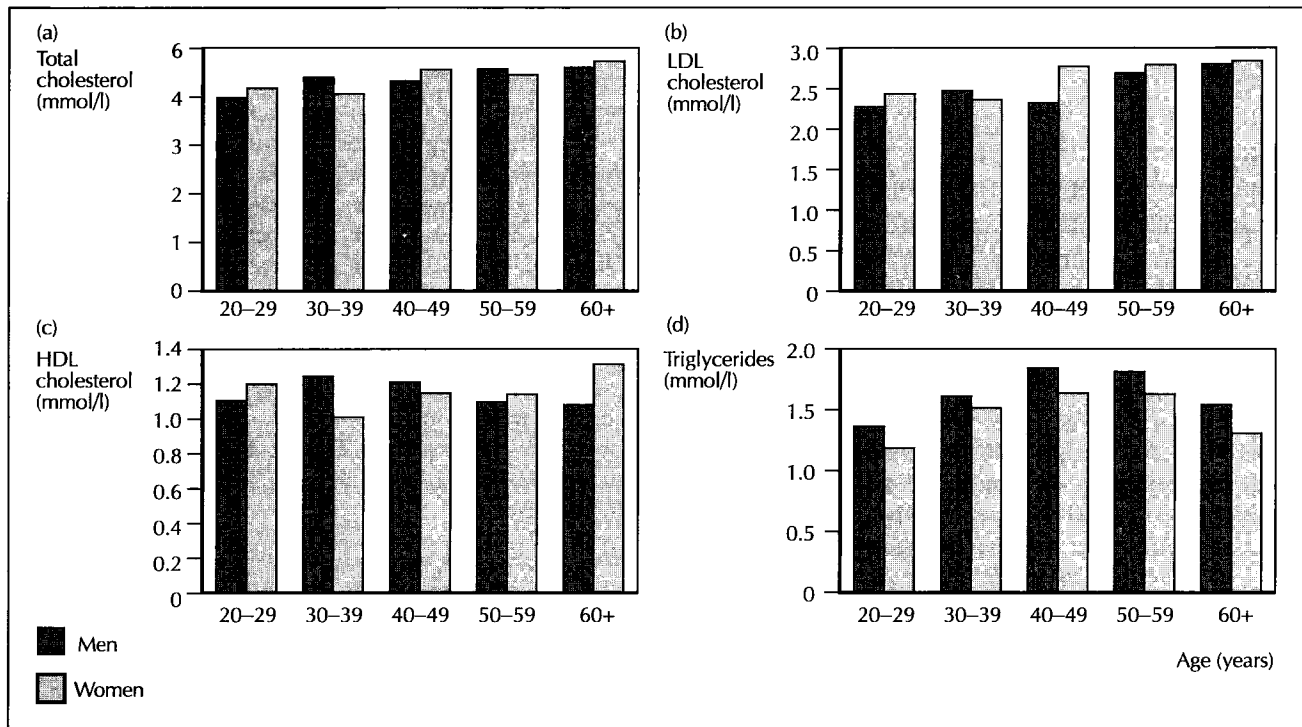 (a)
Total
cholesterol
(mmol/l)
6
5
4
3
2
1
0
20–29 30–39 40–49 50–59 60+
(b)
LDL
cholesterol
(mmol/l)
3.0
2.5
2.0
1.5
1.0
0.5
0
20–29 30–39 40–49 50–59 60+
(c)
HDL
cholesterol
(mmol/l)
1.4
1.2
1.0
0.8
0.6
0.4
0.2
0
20–29 30–39 40–49 50–59 60+
(d)
Triglycerides
(mmol/l)
2.0
1.5
1.0
0.5
0
20–29 30–39 40–49 50–59 60+
Men
Women
Age (years)